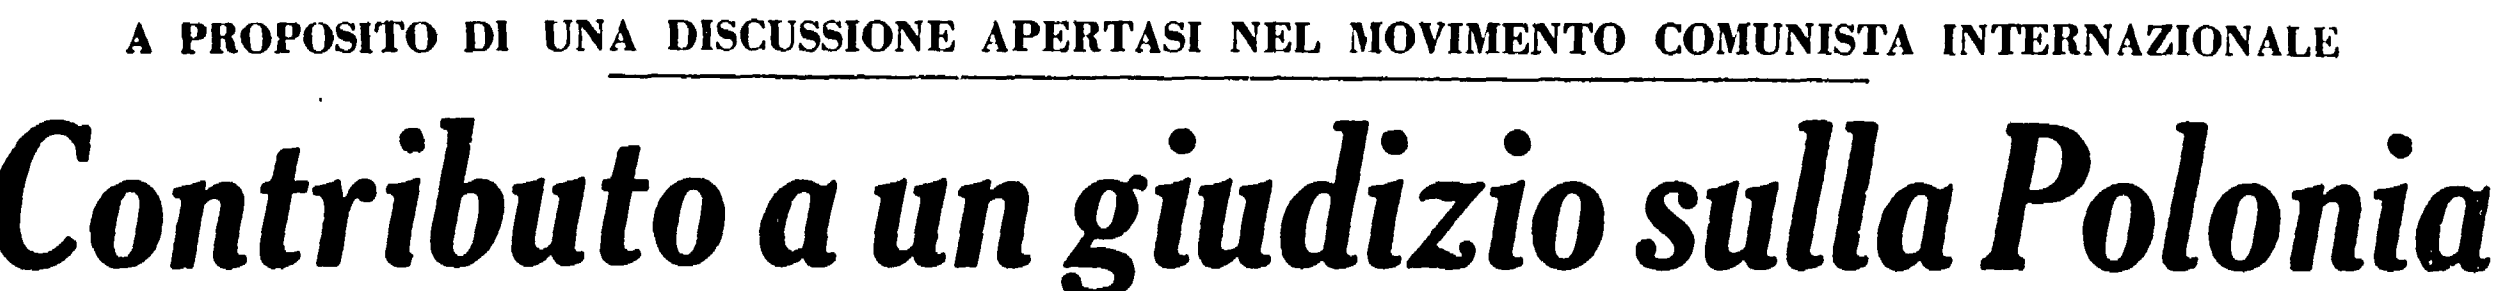 A PROPOSITO DI UNA DISCUSSIONE APERTASI NEL MOVIMENTO COMUNISTA INTERNAZIONALE
Contributo a un giudizio sulla Polonia